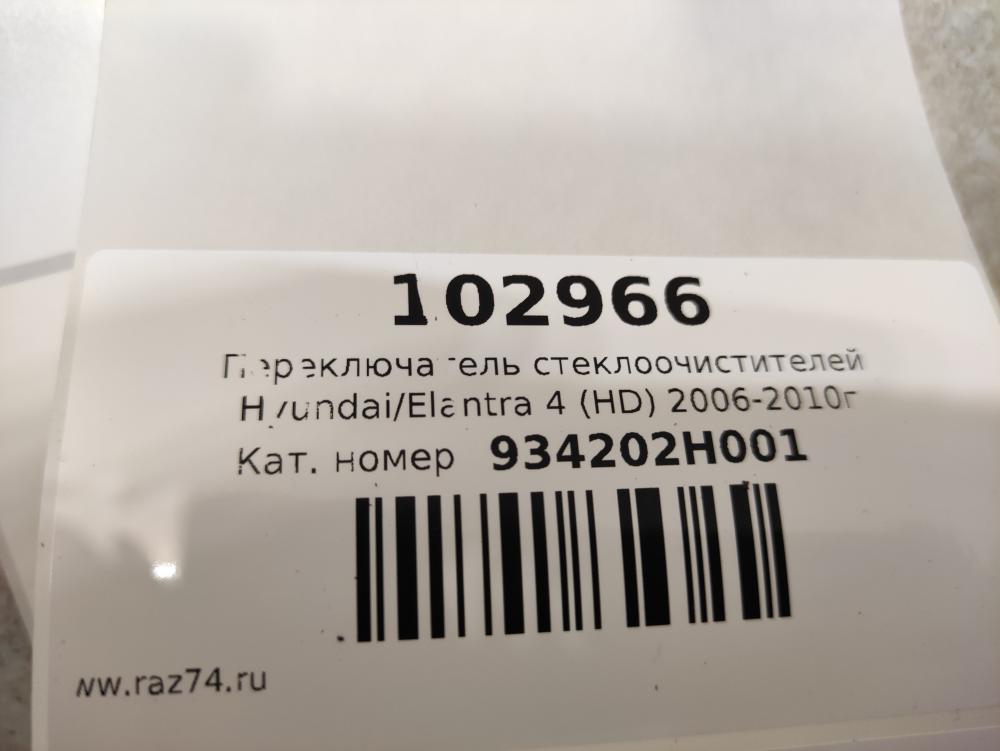 102966
Переключатель стеклоочистителей
Hyundai/Elantra 4 (HD) 2006-2010г
Кат. номер 934202H001
ww.raz74.ru